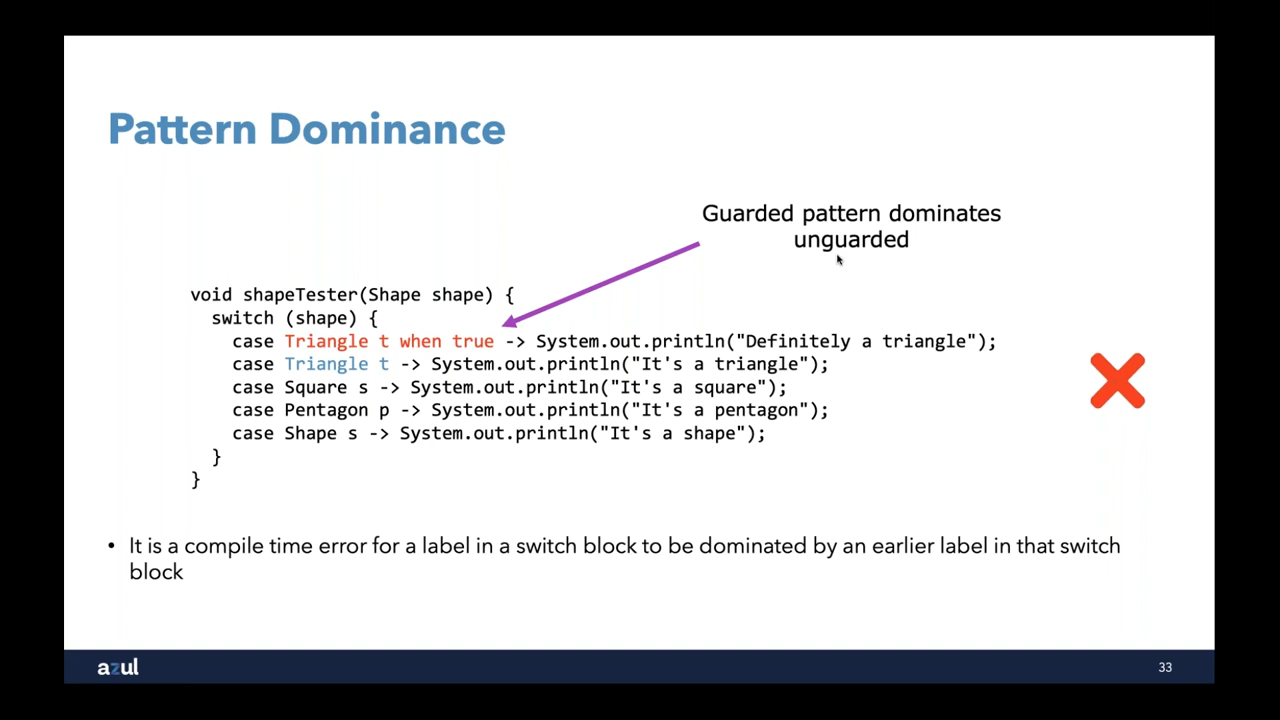 Pattern Dominance
Guarded pattern dominates
unguarded
void shapeTester(Shape shape) {
  switch (shape) {
    case Triangle t when true -> System.out.println("Definitely a triangle");
    case Triangle t -> System.out.println("It's a triangle");
    case Square s -> System.out.println("It's a square");
    case Pentagon p -> System.out.println("It's a pentagon");
    case Shape s -> System.out.println("It's a shape");
  }
}
• It is a compile time error for a label in a switch block to be dominated by an earlier label in that switch
block
azul
33